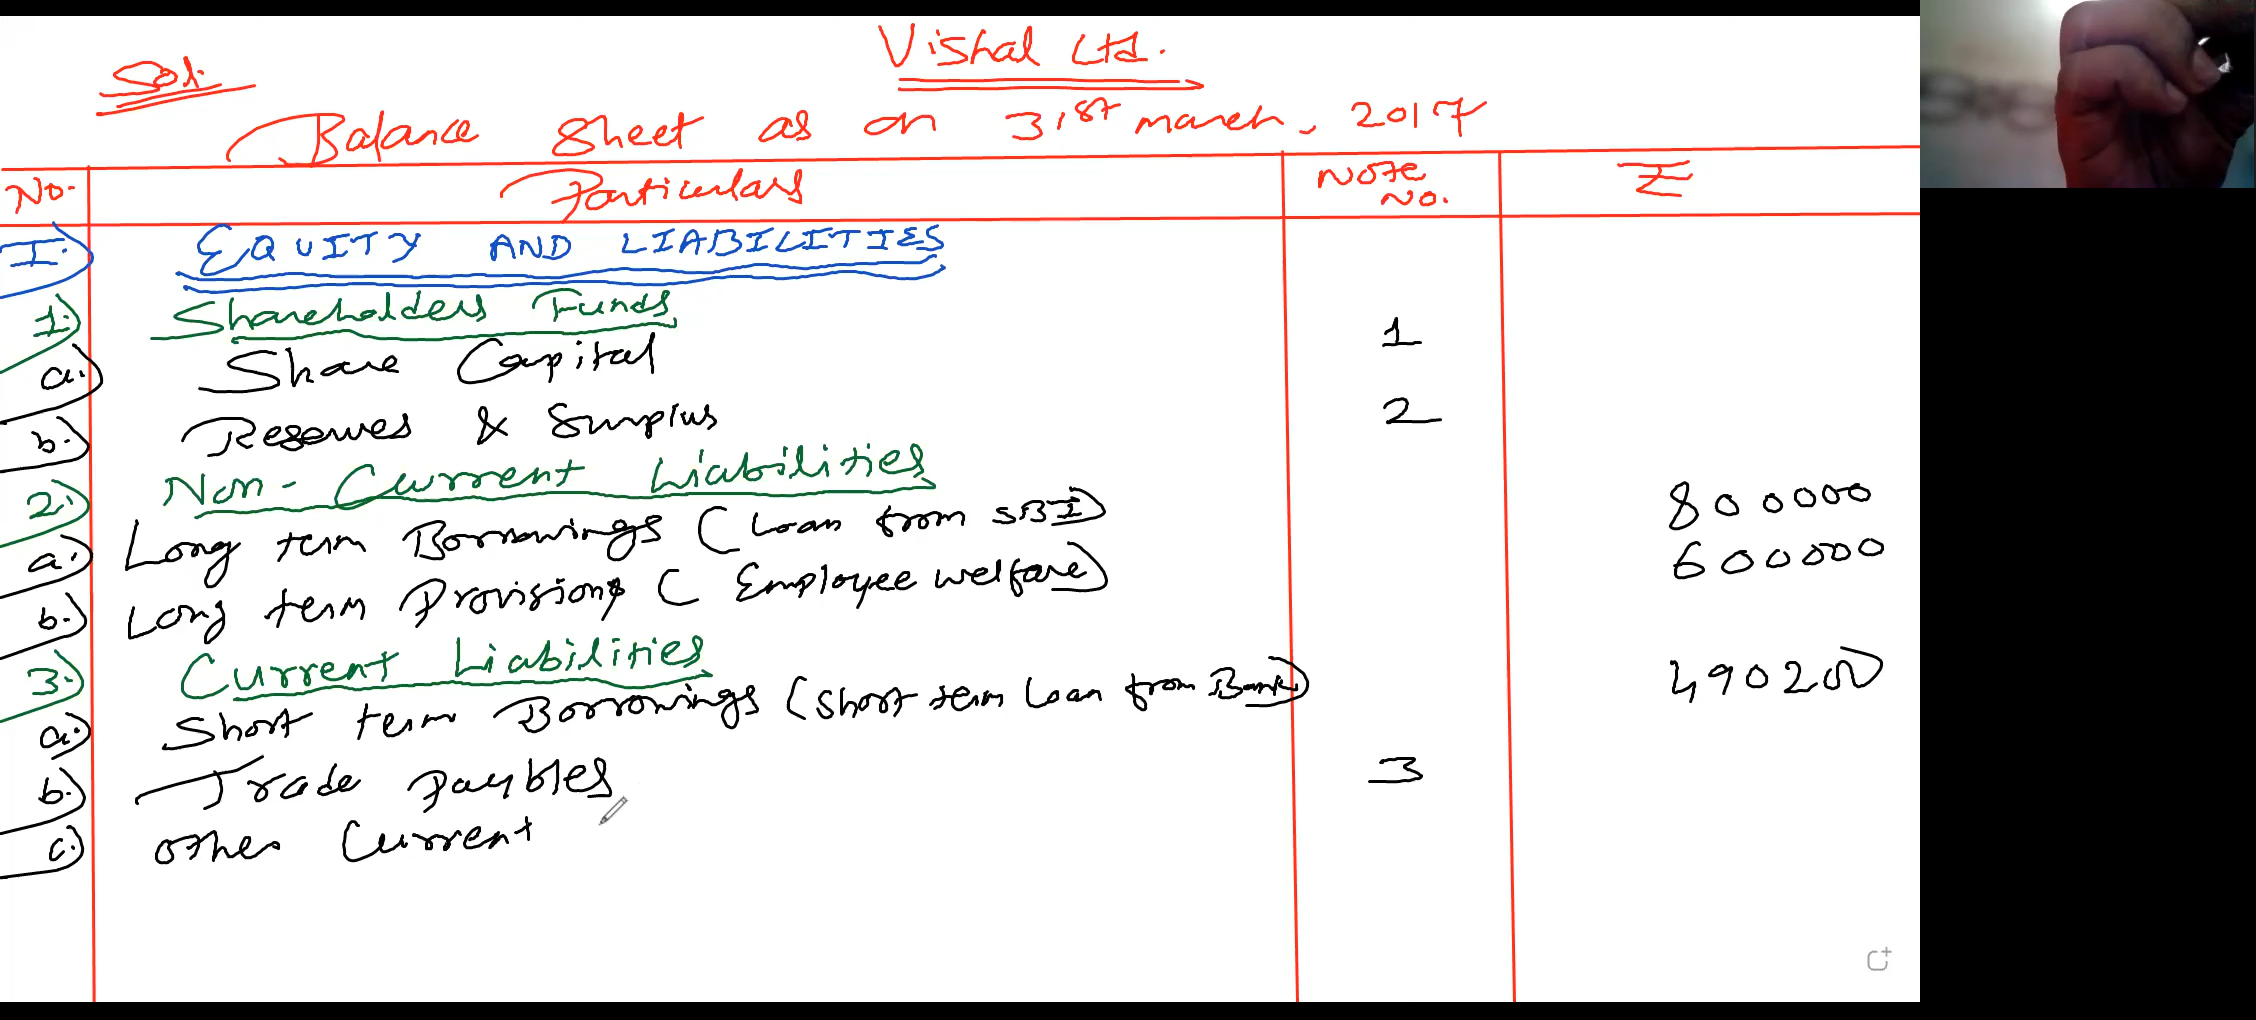 Sol.
Vishal Ltd.
Balance Sheet as on 31st march, 2017
No. Particulars Note No. ₹
I.) EQUITY AND LIABILITIES
1.) Shareholders Funds
a.) Share Capital 1
b.) Reserves & Surplus 2
2.) Non-Current Liabilities
a.) Long term Borrowings (Loan from SBI) 800000
b.) Long term Provisions (Employee welfare) 600000
3.) Current Liabilities
a.) Short term Borrowings (Short term Loan from Bank) 490200
b.) Trade Paybles 3
c.) Other Current